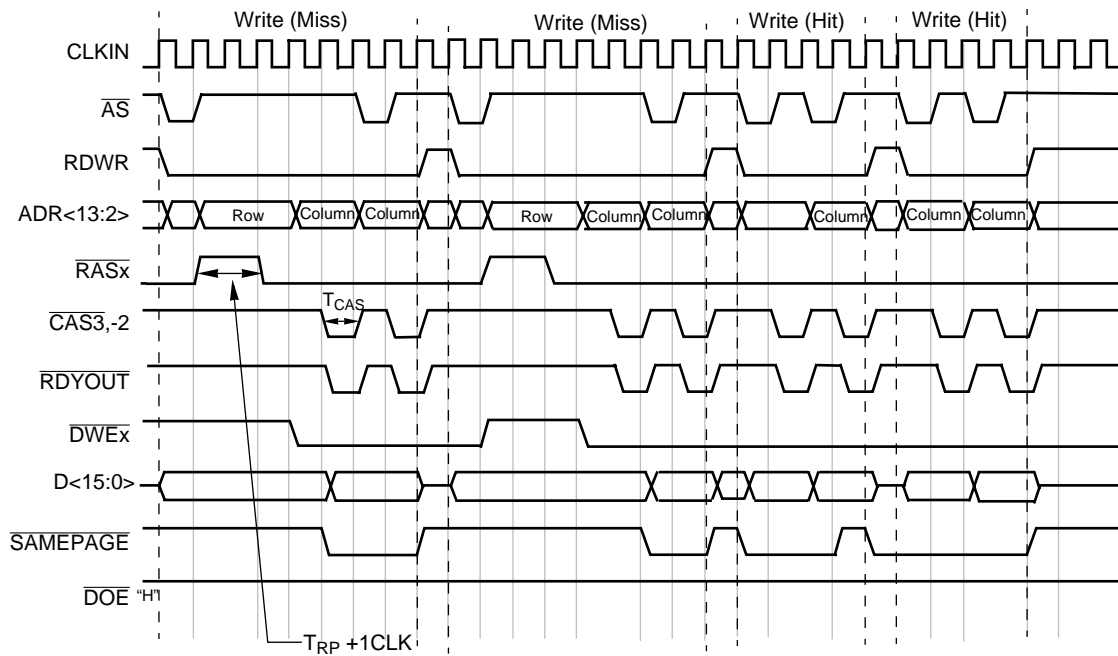 Write (Miss) Write (Miss) Write (Hit) Write (Hit)
CLKIN
AS
RDWR
ADR<13:2> Row Column Column Row Column Column Column Column Column
RASx
TCAS
CAS3,-2
RDYOUT
DWEx
D<15:0>
SAMEPAGE
DOE “H”
TRP +1CLK